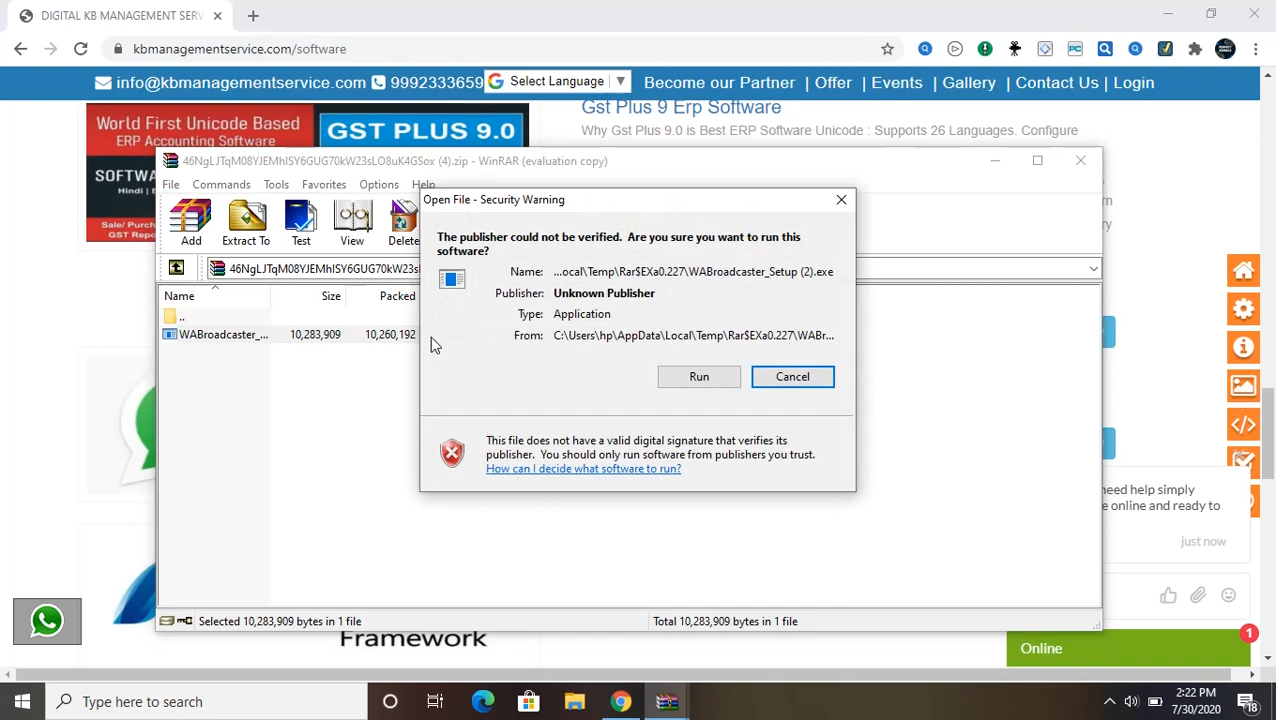 DIGITAL KB MANAGEMENT SERV
kbmanagementservice.com/software
info@kbmanagementservice.com 9992333659 Select Language Become our Partner | Offer | Events | Gallery | Contact Us | Login
World First Unicode Based
ERP Accounting Software
GST PLUS 9.0
Gst Plus 9 Erp Software
Why Gst Plus 9.0 is Best ERP Software Unicode : Supports 26 Languages. Configure
46NgLJTqM08YJEMhISY6GUG70kW23sLO8uK4GSox (4).zip - WinRAR (evaluation copy)
File Commands Tools Favorites Options Help
Add Extract To Test View Delete
Name Size Packed
..
WABroadcaster_... 10,283,909 10,260,192
Open File - Security Warning
The publisher could not be verified. Are you sure you want to run this
software?
Name: ...ocal\Temp\Rar$EXa0.227\WABroadcaster_Setup (2).exe
Publisher: Unknown Publisher
Type: Application
From: C:\Users\hp\AppData\Local\Temp\Rar$EXa0.227\WABr...
Run Cancel
This file does not have a valid digital signature that verifies its
publisher. You should only run software from publishers you trust.
How can I decide what software to run?
need help simply
online and ready to
just now
Selected 10,283,909 bytes in 1 file
Total 10,283,909 bytes in 1 file
Framework
Online
1
Type here to search
2:22 PM
7/30/2020
18